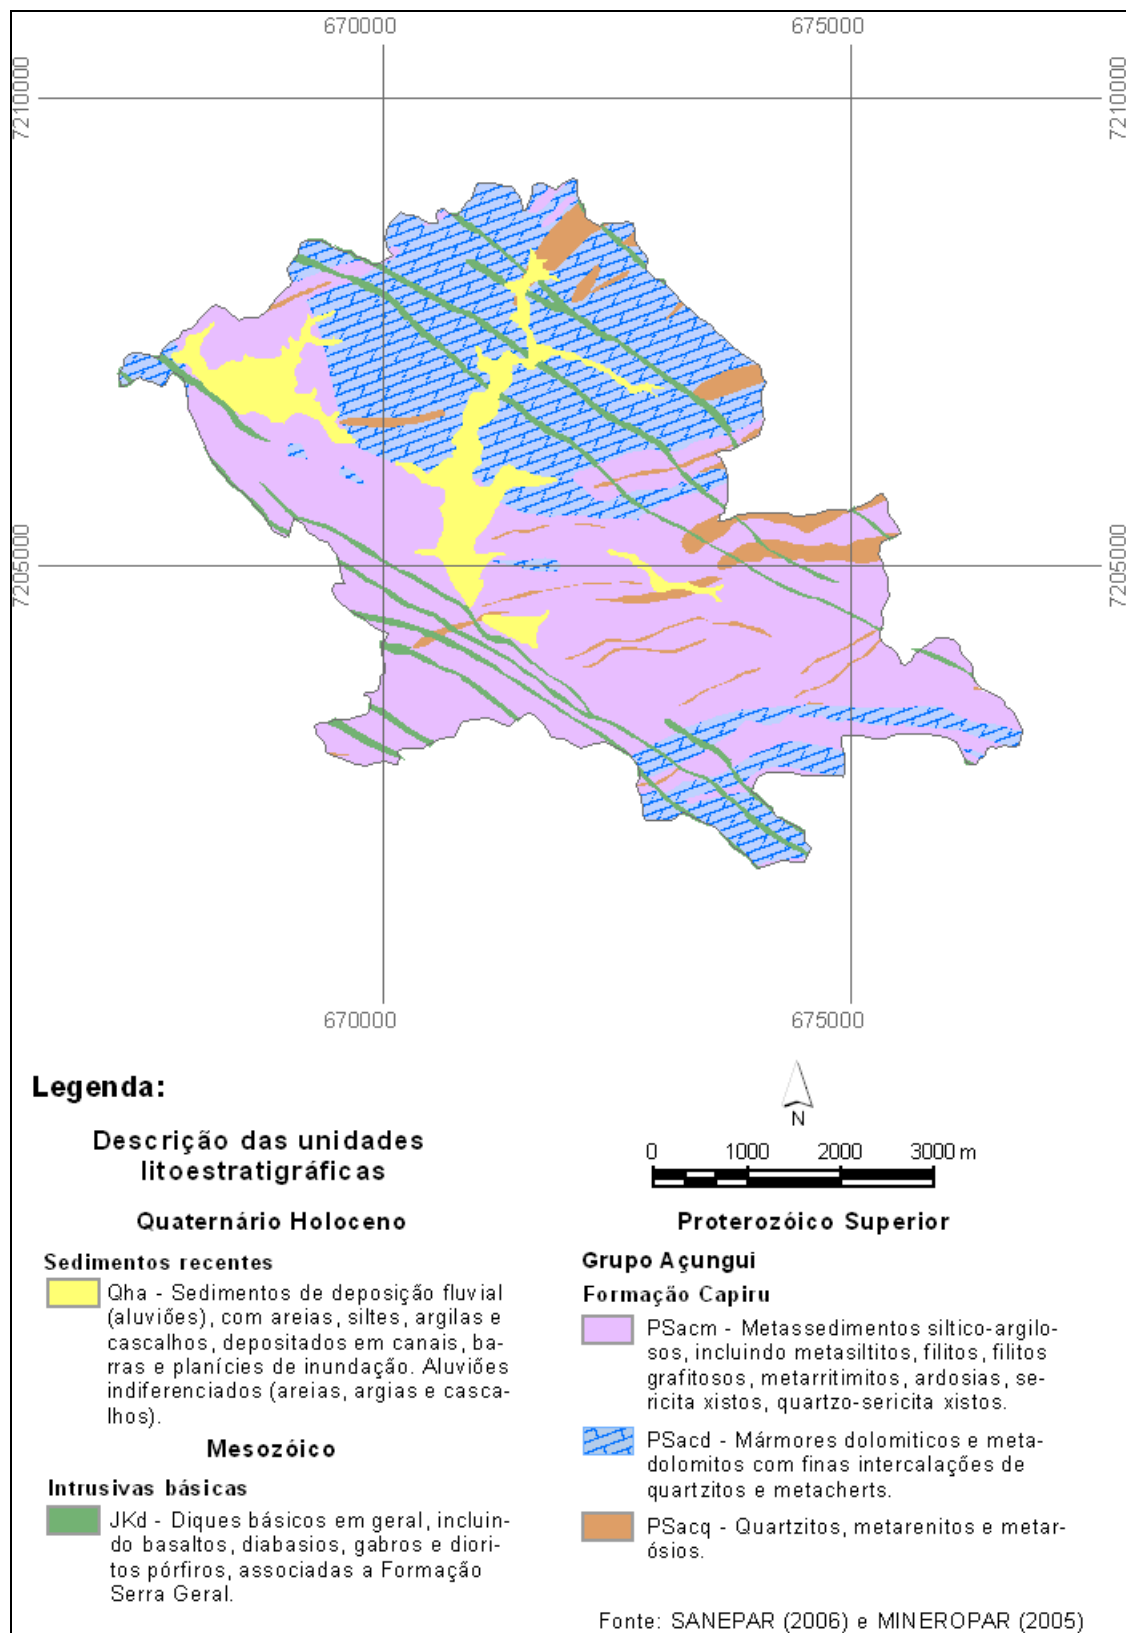 670000
675000
7210000
7210000
7205000
7205000
670000
675000
Legenda:
N
0 1000 2000 3000 m
Descrição das unidades
litoestratigráficas
Quaternário Holoceno
Sedimentos recentes
Qha - Sedimentos de deposição fluvial
(aluviões), com areias, siltes, argilas e
cascalhos, depositados em canais, ba-
rras e planícies de inundação. Aluviões
indiferenciados (areias, argias e casca-
lhos).
Mesozóico
Intrusivas básicas
JKd - Diques básicos em geral, incluin-
do basaltos, diabasios, gabros e diori-
tos pórfiros, associadas a Formação
Serra Geral.
Proterozóico Superior
Grupo Açungui
Formação Capiru
PSacm - Metassedimentos siltico-argilo-
sos, incluindo metasiltitos, filitos, filitos
grafitosos, metarritimitos, ardosias, se-
ricita xistos, quartzo-sericita xistos.
PSacd - Mármores dolomiticos e meta-
dolomitos com finas intercalações de
quartzitos e metacherts.
PSacq - Quartzitos, metarenitos e metar-
ósios.
Fonte: SANEPAR (2006) e MINEROPAR (2005)